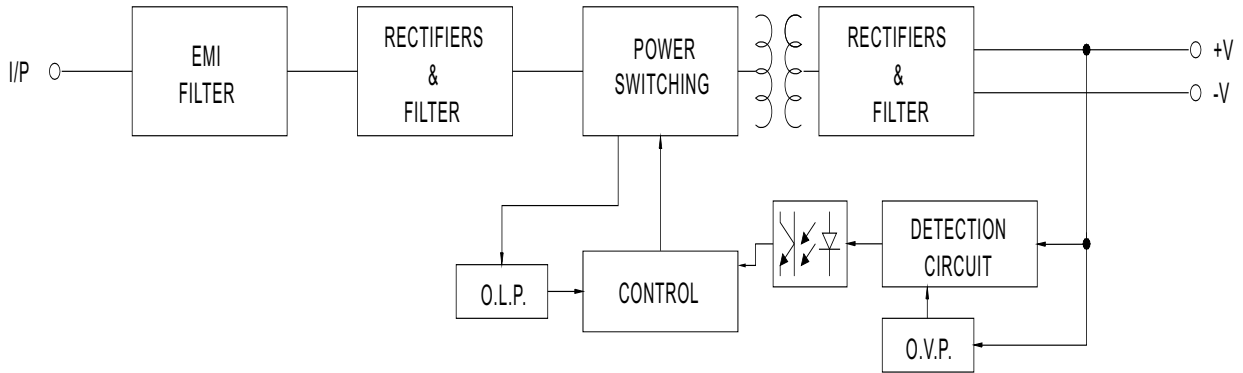 I/P
EMI
FILTER
RECTIFIERS
&
FILTER
POWER
SWITCHING
RECTIFIERS
&
FILTER
+V
-V
O.L.P.
CONTROL
DETECTION
CIRCUIT
O.V.P.